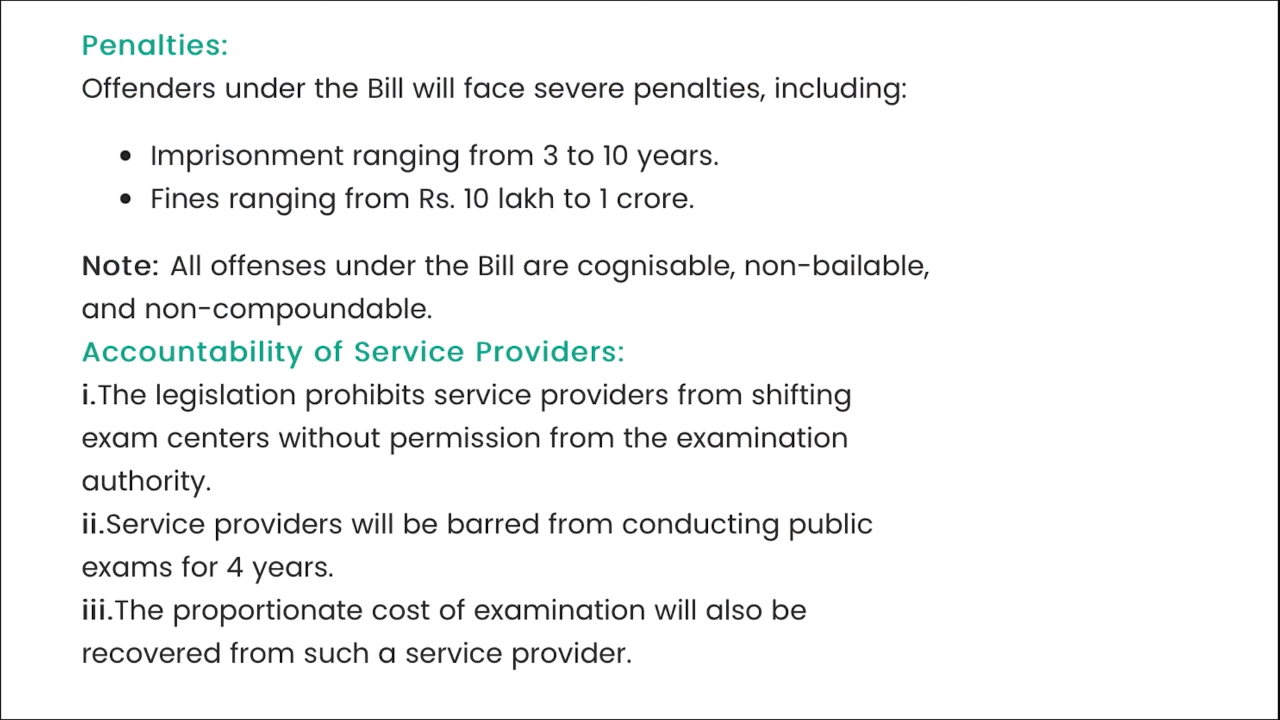 Penalties:
Offenders under the Bill will face severe penalties, including:
• Imprisonment ranging from 3 to 10 years.
• Fines ranging from Rs. 10 lakh to 1 crore.
Note: All offenses under the Bill are cognisable, non-bailable,
and non-compoundable.
Accountability of Service Providers:
i.The legislation prohibits service providers from shifting
exam centers without permission from the examination
authority.
ii.Service providers will be barred from conducting public
exams for 4 years.
iii.The proportionate cost of examination will also be
recovered from such a service provider.